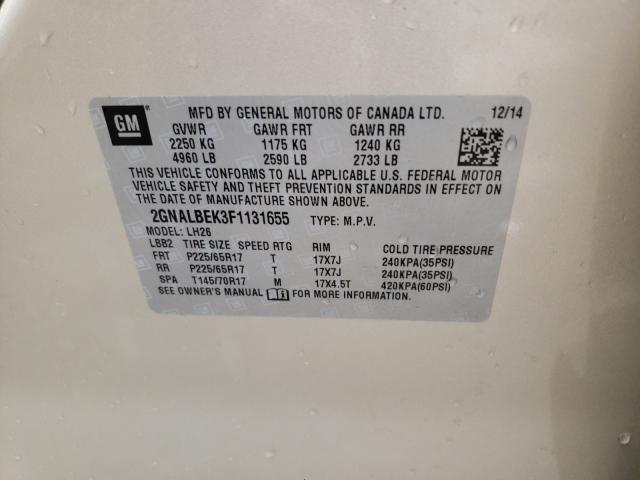 GM
MFD BY GENERAL MOTORS OF CANADA LTD. 12/14
GVWR GAWR FRT GAWR RR
2250 KG 1175 KG 1240 KG
4960 LB 2590 LB 2733 LB
THIS VEHICLE CONFORMS TO ALL APPLICABLE U.S. FEDERAL MOTOR
VEHICLE SAFETY AND THEFT PREVENTION STANDARDS IN EFFECT ON
THE DATE OF MANUFACTURE SHOWN ABOVE.
2GNALBEK3F1131655 TYPE: M.P.V.
MODEL: LH26
LBB2 TIRE SIZE SPEED RTG RIM COLD TIRE PRESSURE
FRT P225/65R17 T 17X7J 240KPA(35PSI)
RR P225/65R17 T 17X7J 240KPA(35PSI)
SPA T145/70R17 M 17X4.5T 420KPA(60PSI)
SEE OWNER'S MANUAL FOR MORE INFORMATION.